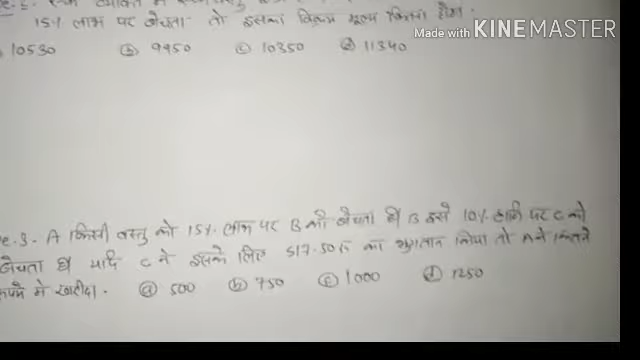 Made with KINEMASTER
15% लाभ पर बेचता तो इसका विक्रय मूल्य कितना होगा
10530 ⓑ 9950 ⓒ 10350 ⓓ 11340
e.3- A किसी वस्तु को 15% लाभ पर B को बेचता है B उसे 10% हानि पर C को
बेचता है यदि C ने इसके लिए 517.50 रु का भुगतान किया तो A ने कितने
रूपये में खरीदा - ⓐ 500 ⓑ 750 ⓒ 1000 ⓓ 1250